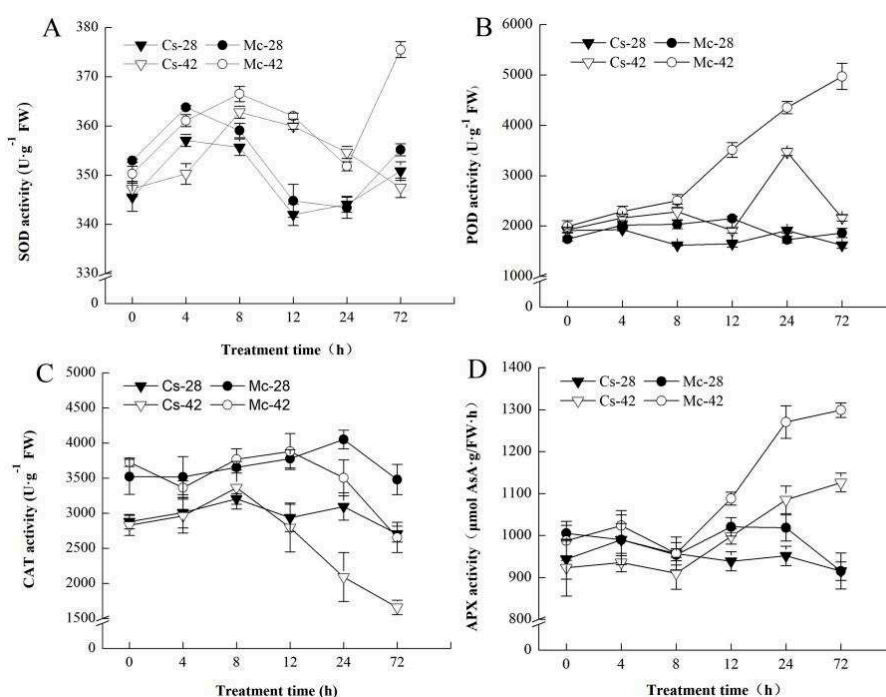 A
Cs-28 Mc-28
Cs-42 Mc-42
SOD activity (U·g⁻¹ FW)
380
370
360
350
340
330
0
0 4 8 12 24 72
Treatment time（h）
B
Cs-28 Mc-28
Cs-42 Mc-42
POD activity (U·g⁻¹ FW)
6000
5000
4000
3000
2000
1000
0
0 4 8 12 24 72
C
Cs-28 Mc-28
Cs-42 Mc-42
CAT activity (U·g⁻¹ FW)
5000
4500
4000
3500
3000
2500
2000
1500
0
0 4 8 12 24 72
Treatment time (h)
D
Cs-28 Mc-28
Cs-42 Mc-42
APX activity（μmol AsA·g/FW·h）
1400
1300
1200
1100
1000
900
800
0
0 4 8 12 24 72
Treatment time（h）